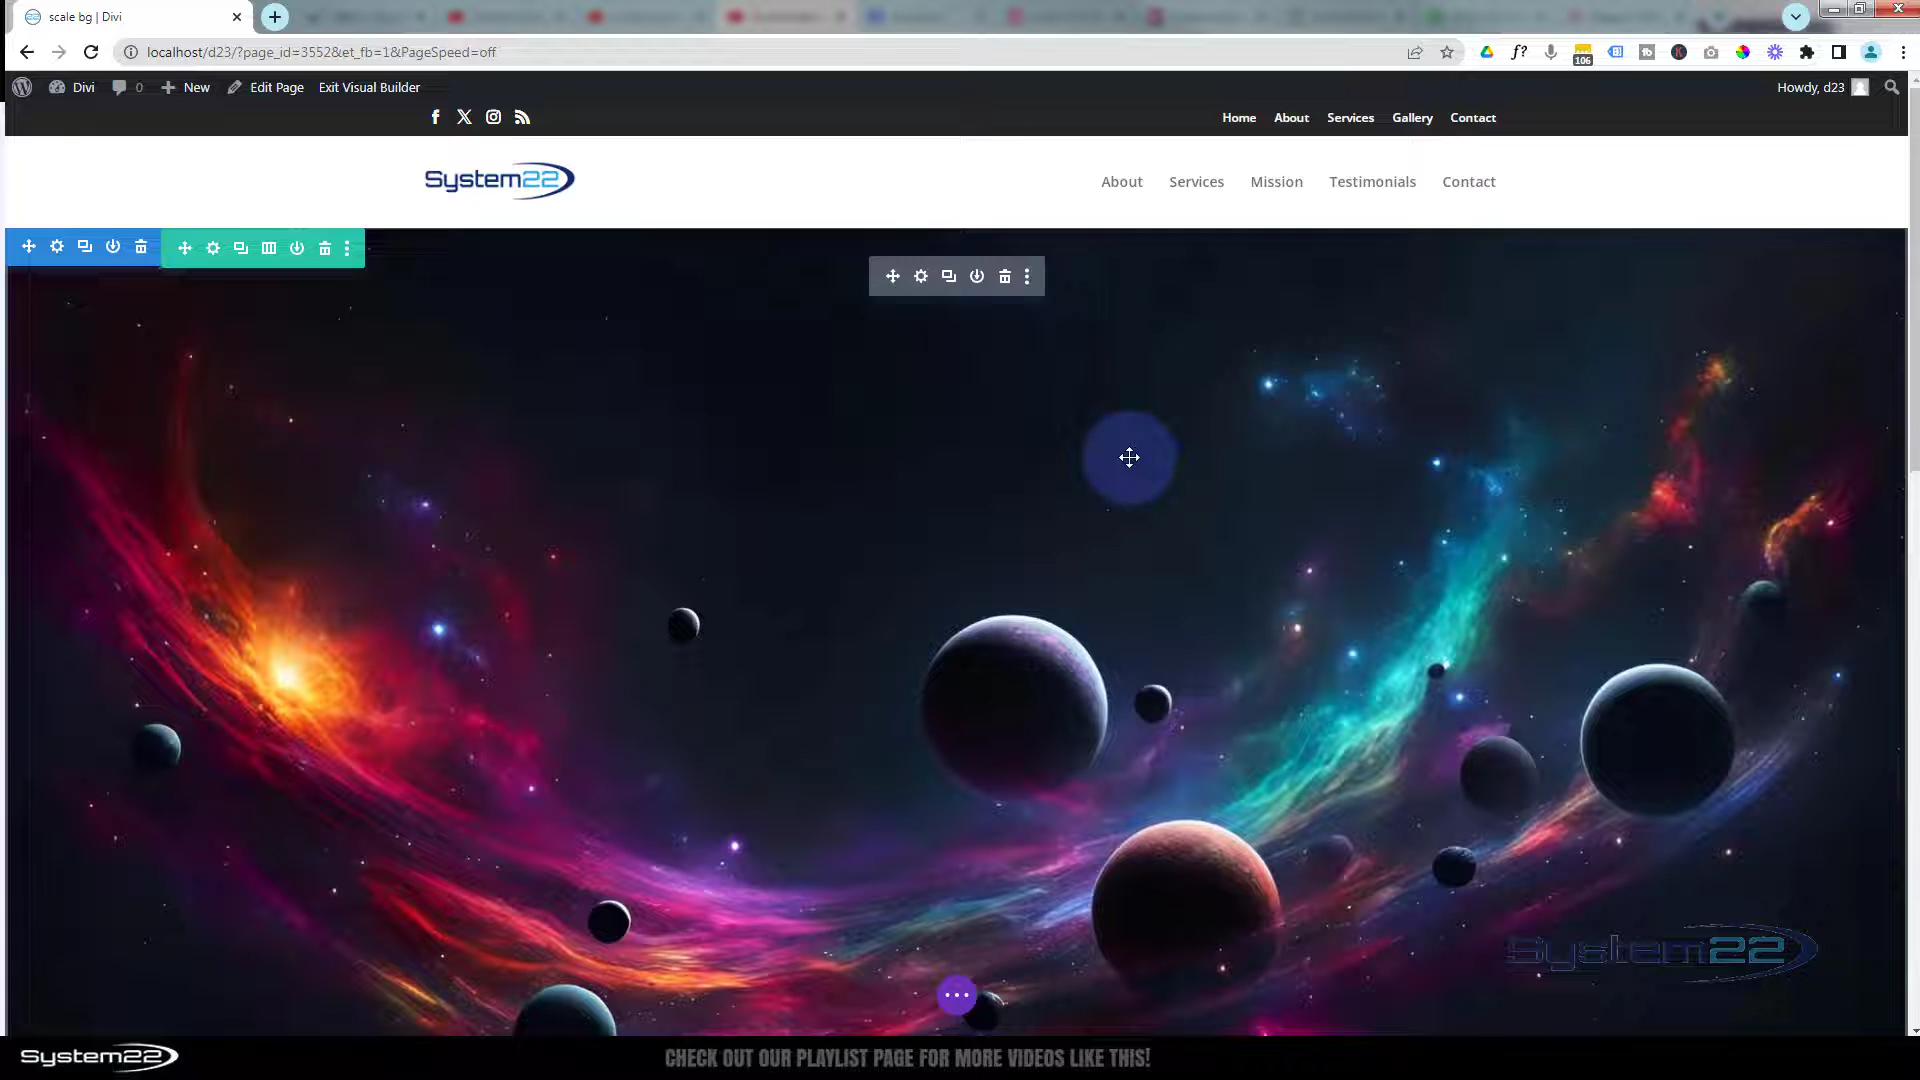 scale bg | Divi
localhost/d23/?page_id=3552&et_fb=1&PageSpeed=off
106
Divi 0 New Edit Page Exit Visual Builder Howdy, d23
Home About Services Gallery Contact
System22 About Services Mission Testimonials Contact
System22
System22 CHECK OUT OUR PLAYLIST PAGE FOR MORE VIDEOS LIKE THIS!